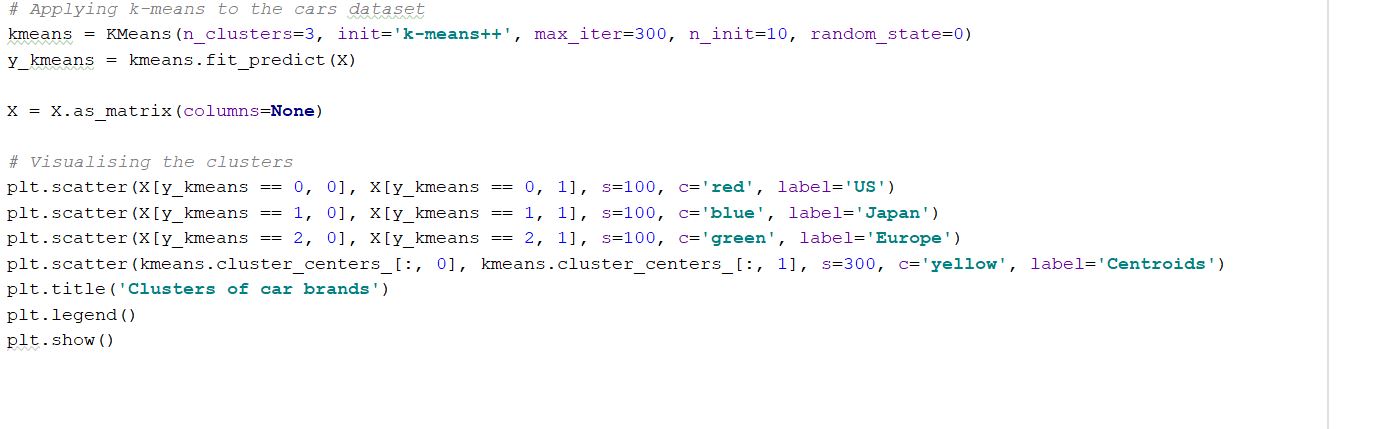 # Applying k-means to the cars dataset
kmeans = KMeans(n_clusters=3, init='k-means++', max_iter=300, n_init=10, random_state=0)
y_kmeans = kmeans.fit_predict(X)
X = X.as_matrix(columns=None)
# Visualising the clusters
plt.scatter(X[y_kmeans == 0, 0], X[y_kmeans == 0, 1], s=100, c='red', label='US')
plt.scatter(X[y_kmeans == 1, 0], X[y_kmeans == 1, 1], s=100, c='blue', label='Japan')
plt.scatter(X[y_kmeans == 2, 0], X[y_kmeans == 2, 1], s=100, c='green', label='Europe')
plt.scatter(kmeans.cluster_centers_[:, 0], kmeans.cluster_centers_[:, 1], s=300, c='yellow', label='Centroids')
plt.title('Clusters of car brands')
plt.legend()
plt.show()